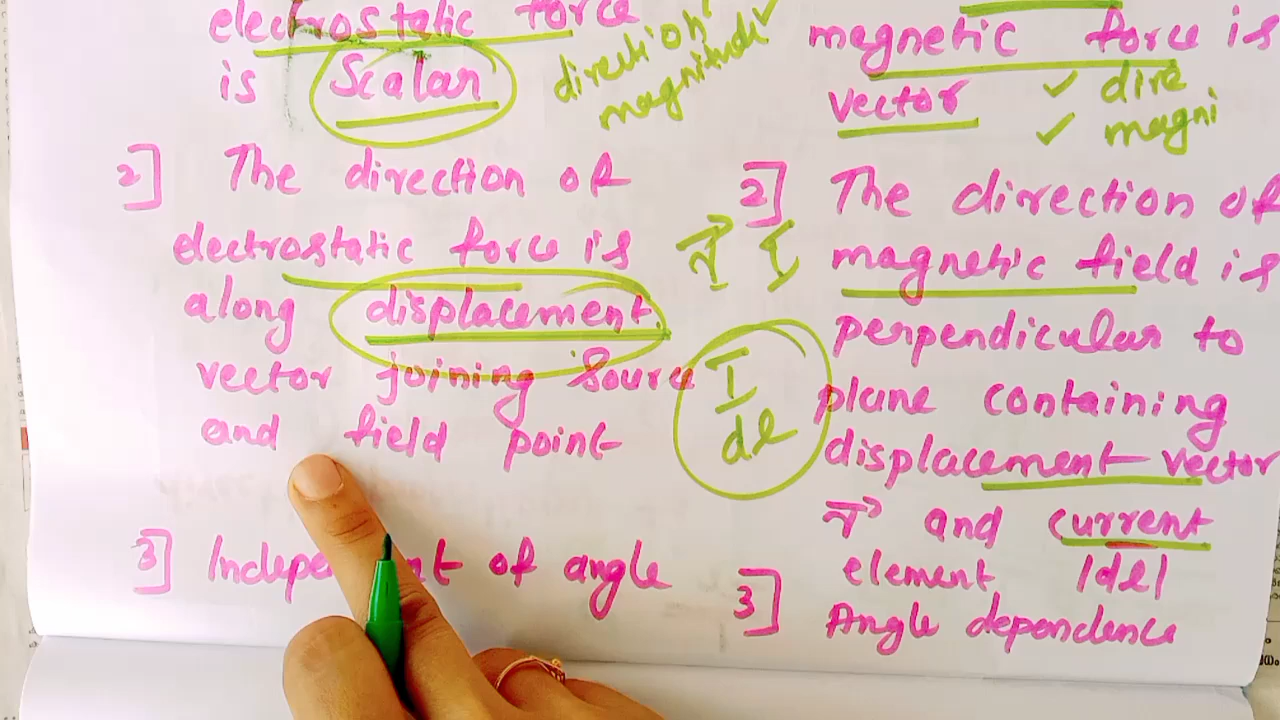 electrostatic force
is Scalar
direction
magnitude
2] The direction of
electrostatic force is
along displacement
vector joining source
and field point
3] Independent of angle
magnetic force is
vector
✓ dire
✓ magni
2] The direction of
magnetic field is
perpendicular to
plane containing
displacement vector
r⃗ and current
element Idl
3] Angle dependence
r⃗ I
I
dl